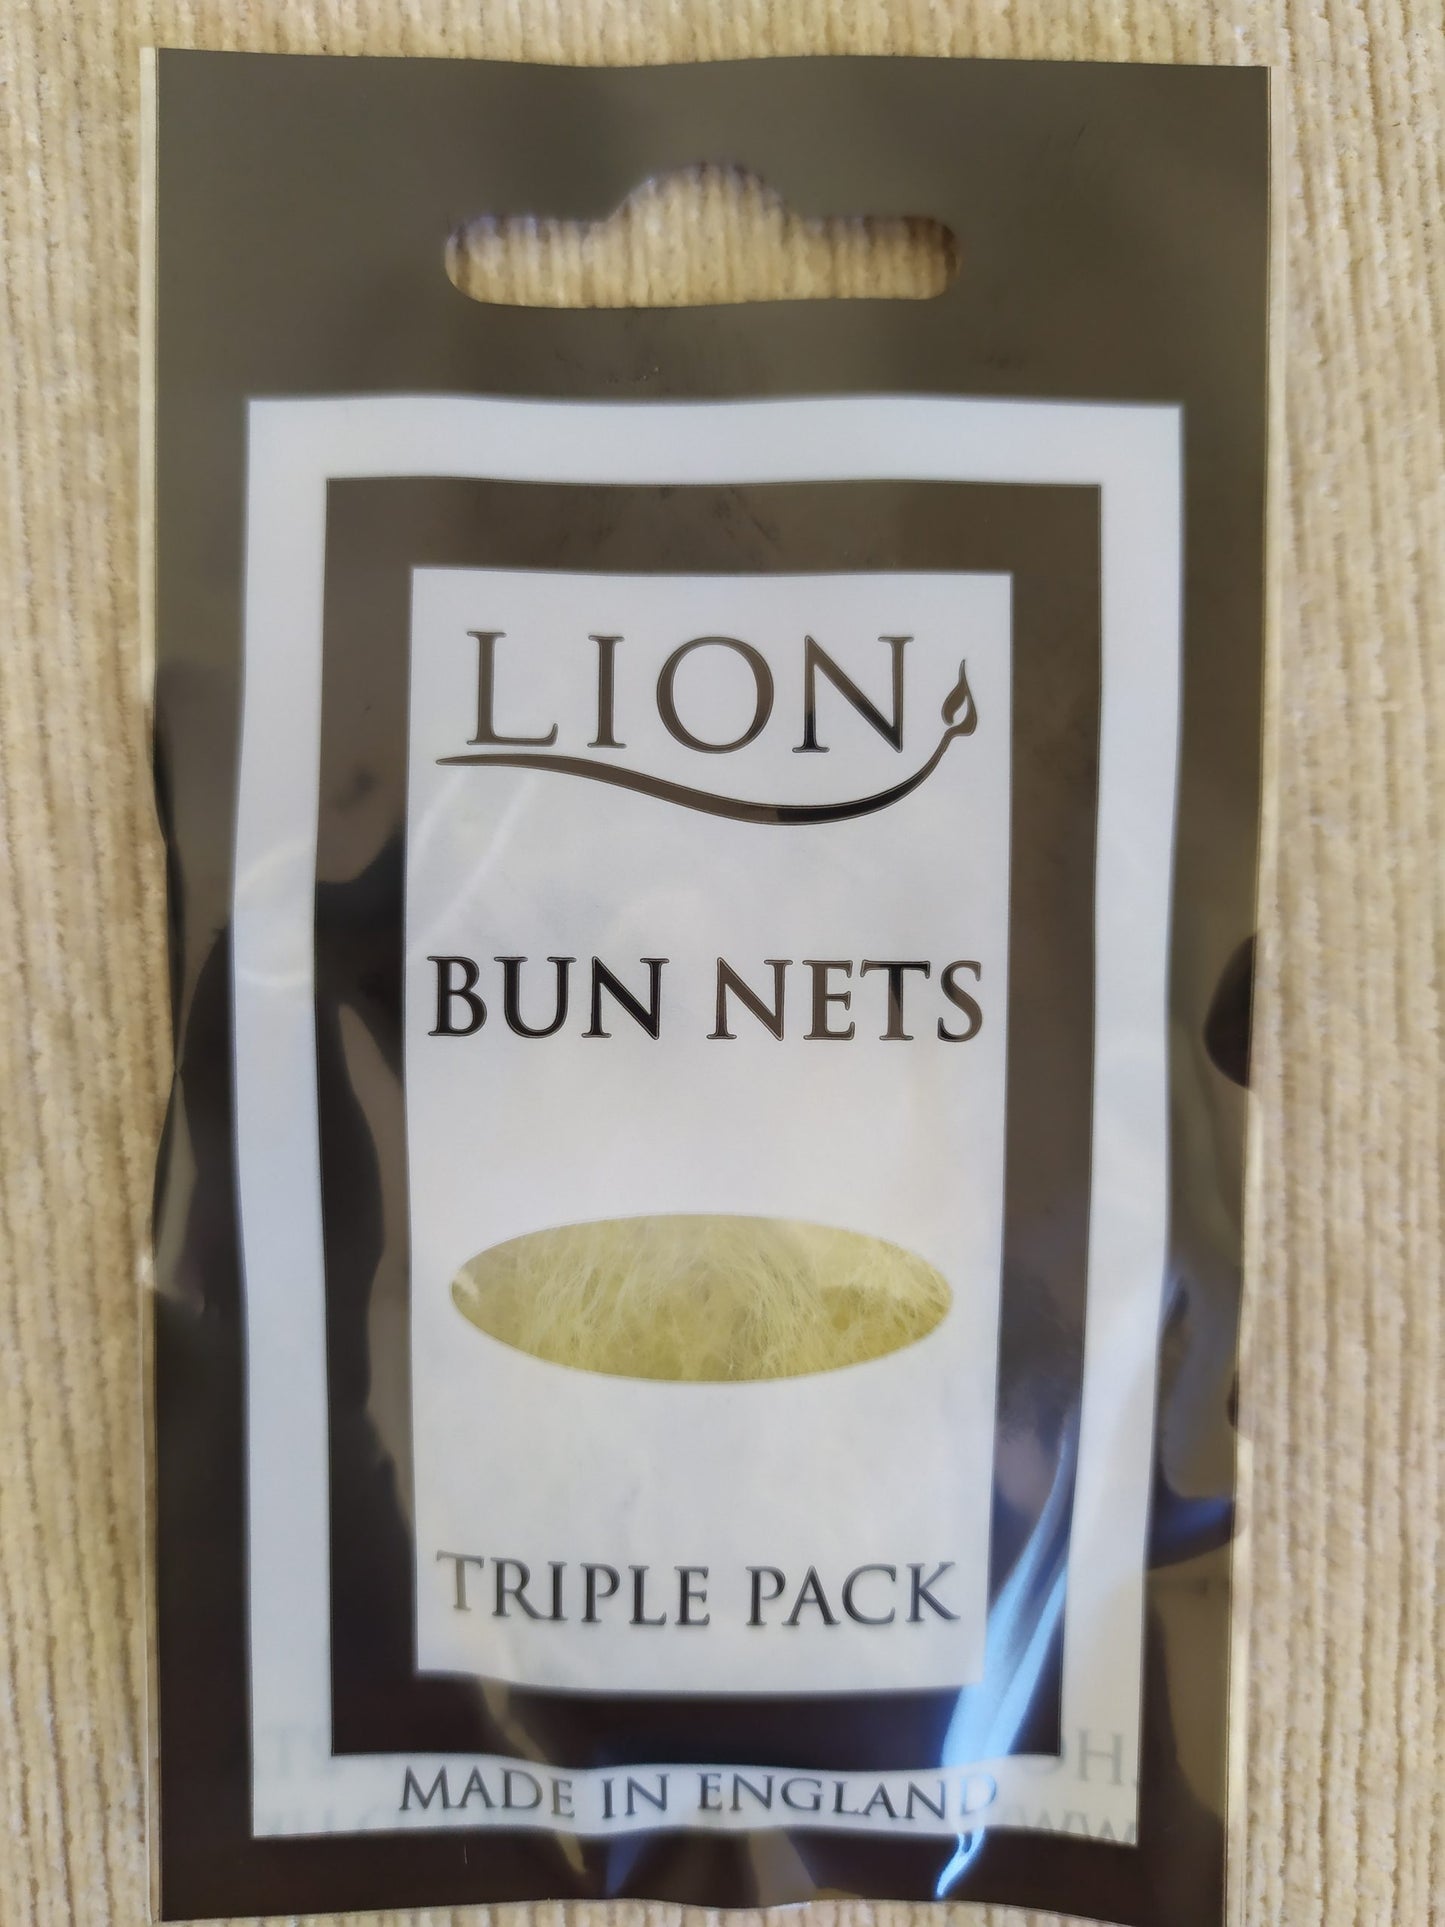 LION
BUN NETS
TRIPLE PACK
MADE IN ENGLAND